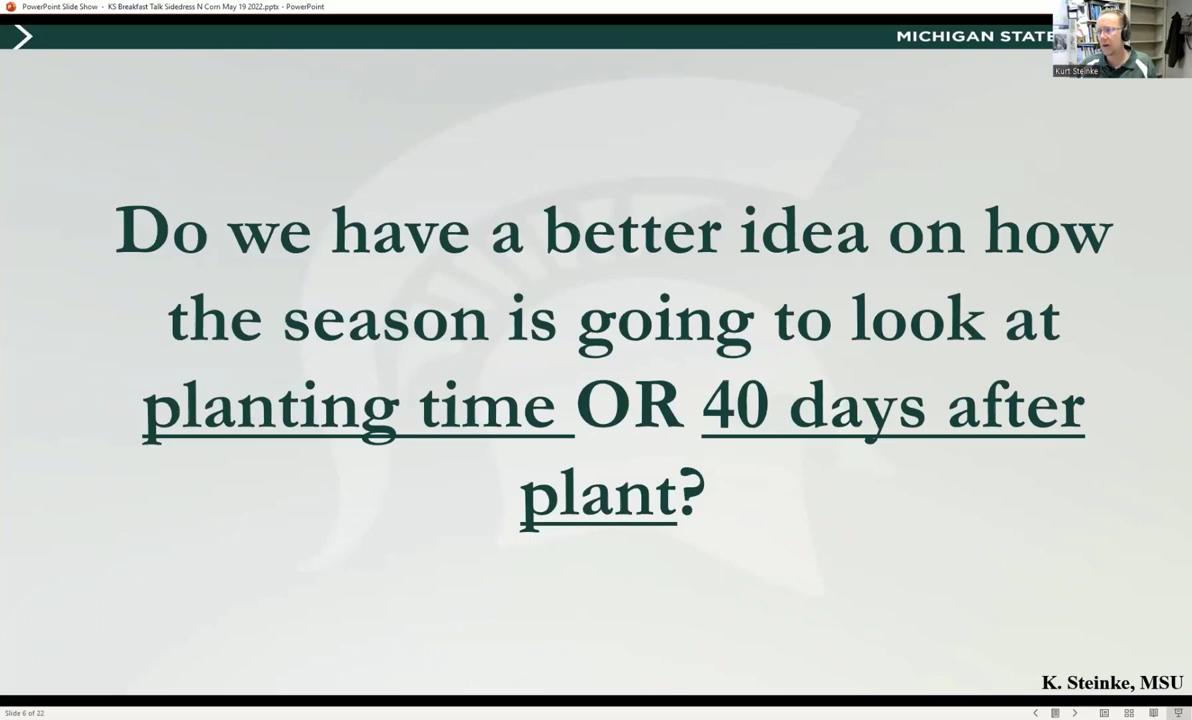 PowerPoint Slide Show - KS Breakfast Talk Sidedress N Corn May 19 2022.pptx - PowerPoint
MICHIGAN STATE
Kurt Steinke
Do we have a better idea on how
the season is going to look at
planting time OR 40 days after
plant?
K. Steinke, MSU
Slide 6 of 22